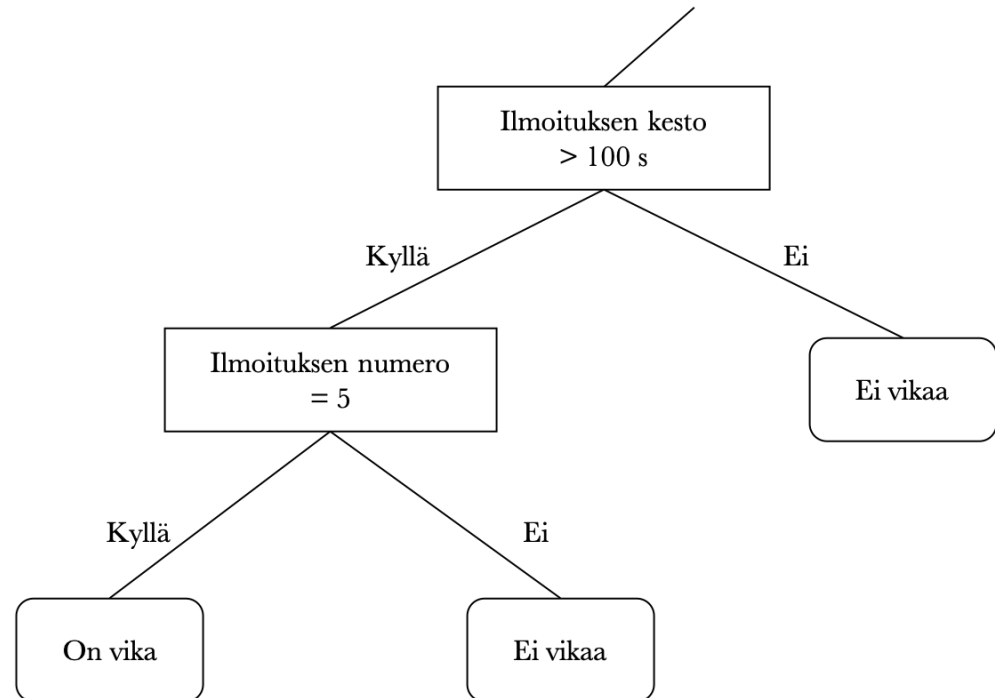 Ilmoituksen kesto
> 100 s
Kyllä
Ei
Ilmoituksen numero
= 5
Ei vikaa
Kyllä
Ei
On vika
Ei vikaa